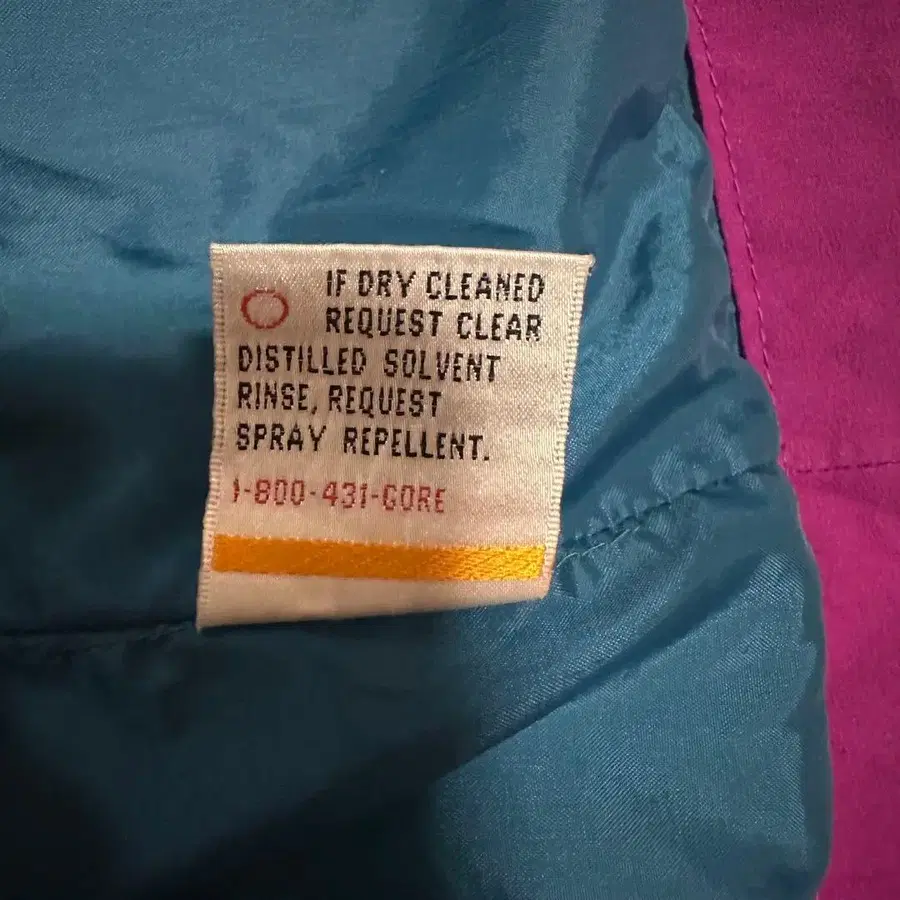 IF DRY CLEANED
REQUEST CLEAR
DISTILLED SOLVENT
RINSE, REQUEST
SPRAY REPELLENT.
1-800-431-GORE